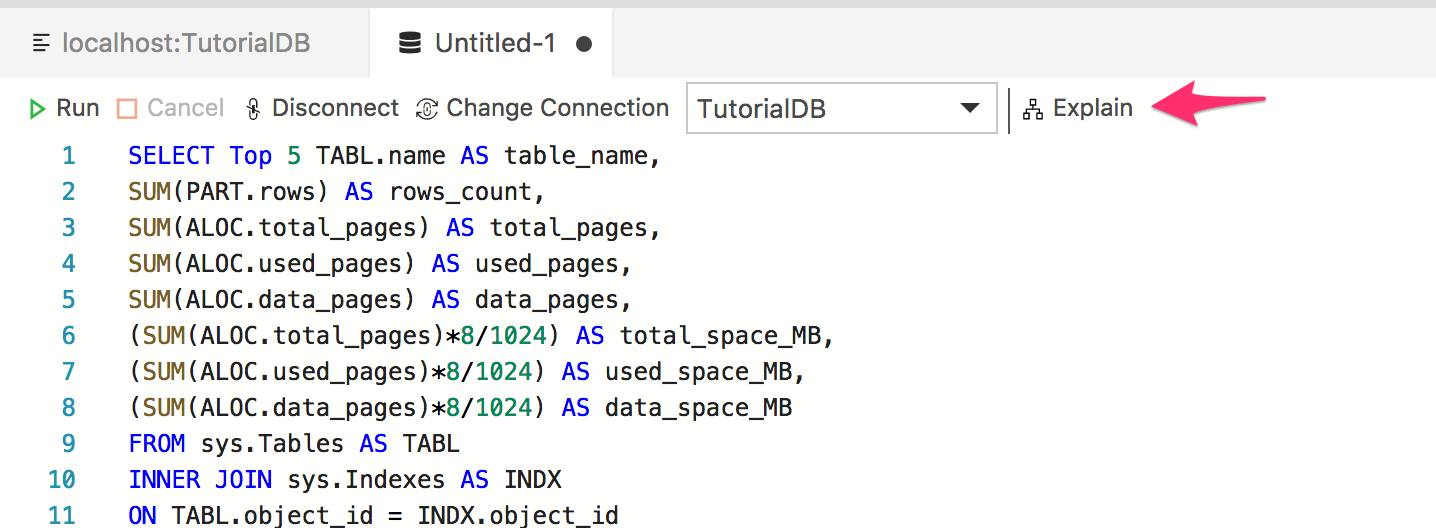 localhost:TutorialDB Untitled-1
Run Cancel Disconnect Change Connection TutorialDB Explain
1 SELECT Top 5 TABL.name AS table_name,
2 SUM(PART.rows) AS rows_count,
3 SUM(ALOC.total_pages) AS total_pages,
4 SUM(ALOC.used_pages) AS used_pages,
5 SUM(ALOC.data_pages) AS data_pages,
6 (SUM(ALOC.total_pages)*8/1024) AS total_space_MB,
7 (SUM(ALOC.used_pages)*8/1024) AS used_space_MB,
8 (SUM(ALOC.data_pages)*8/1024) AS data_space_MB
9 FROM sys.Tables AS TABL
10 INNER JOIN sys.Indexes AS INDX
11 ON TABL.object_id = INDX.object_id